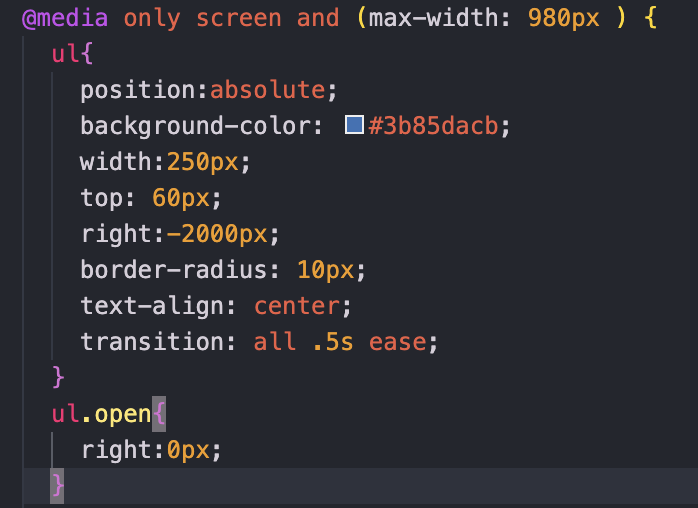 @media only screen and (max-width: 980px ) {
ul{
position:absolute;
background-color: #3b85dacb;
width:250px;
top: 60px;
right:-2000px;
border-radius: 10px;
text-align: center;
transition: all .5s ease;
}
ul.open{
right:0px;
}